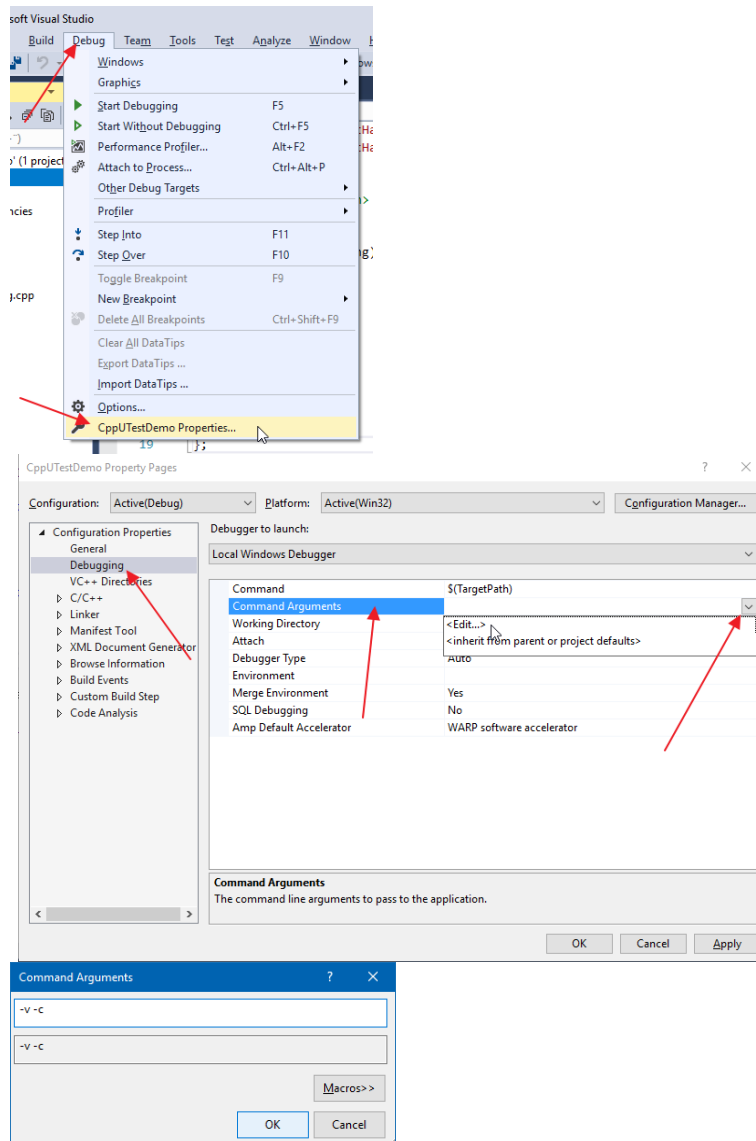 soft Visual Studio
Build Debug Team Tools Test Analyze Window
Windows
Graphics
Start Debugging F5
Start Without Debugging Ctrl+F5
Performance Profiler... Alt+F2
Attach to Process... Ctrl+Alt+P
Other Debug Targets
Profiler
Step Into F11
Step Over F10
Toggle Breakpoint F9
New Breakpoint
Delete All Breakpoints Ctrl+Shift+F9
Clear All DataTips
Export DataTips ...
Import DataTips ...
Options...
CppUTestDemo Properties...
(1 project
ncies
g.cpp
19 };
CppUTestDemo Property Pages ? ×
Configuration: Active(Debug) Platform: Active(Win32) Configuration Manager...
Configuration Properties
General
Debugging
VC++ Directories
C/C++
Linker
Manifest Tool
XML Document Generator
Browse Information
Build Events
Custom Build Step
Code Analysis
Debugger to launch:
Local Windows Debugger
Command $(TargetPath)
Command Arguments
Working Directory <Edit...>
Attach <inherit from parent or project defaults>
Debugger Type Auto
Environment
Merge Environment Yes
SQL Debugging No
Amp Default Accelerator WARP software accelerator
Command Arguments
The command line arguments to pass to the application.
OK Cancel Apply
Command Arguments ? ×
-v -c
-v -c
Macros>>
OK Cancel